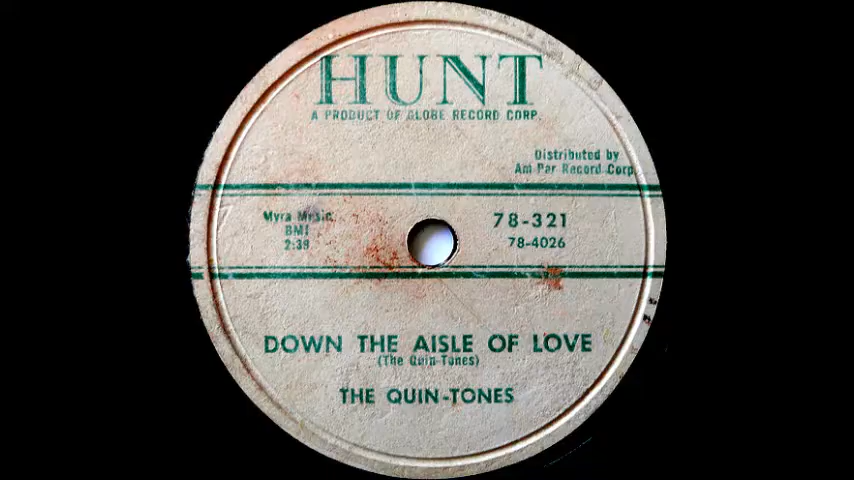 HUNT
A PRODUCT OF GLOBE RECORD CORP.
Distributed by
Am-Par Record Corp
Myra Music
BMI
2:39
78-321
78-4026
DOWN THE AISLE OF LOVE
(The Quin-Tones)
THE QUIN-TONES